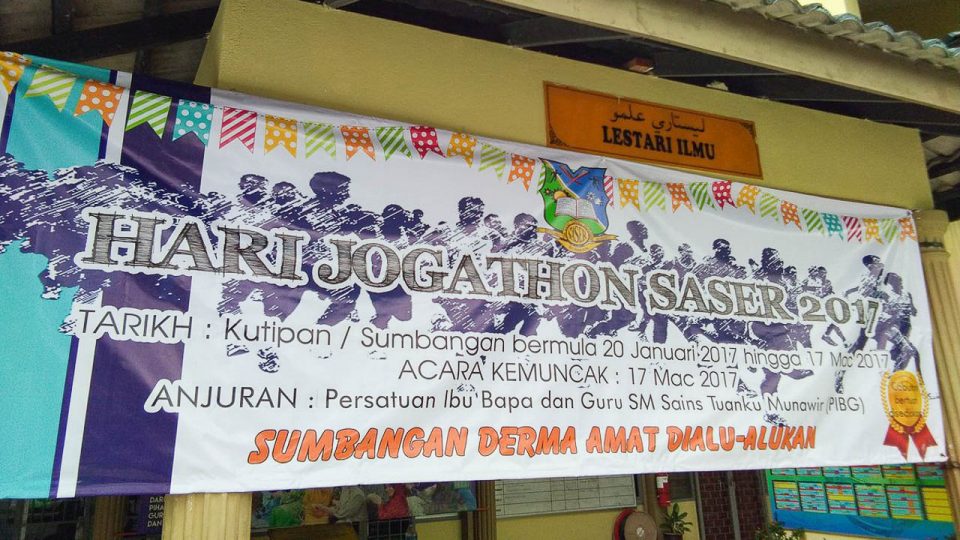 ليستاري علمو
LESTARI ILMU
HARI JOGATHON SASER 2017
TARIKH : Kutipan / Sumbangan bermula 20 Januari 2017 hingga 17 Mac 2017
ACARA KEMUNCAK : 17 Mac 2017
ANJURAN : Persatuan Ibu Bapa dan Guru SM Sains Tuanku Munawir (PIBG)
SUMBANGAN DERMA AMAT DIALU-ALUKAN